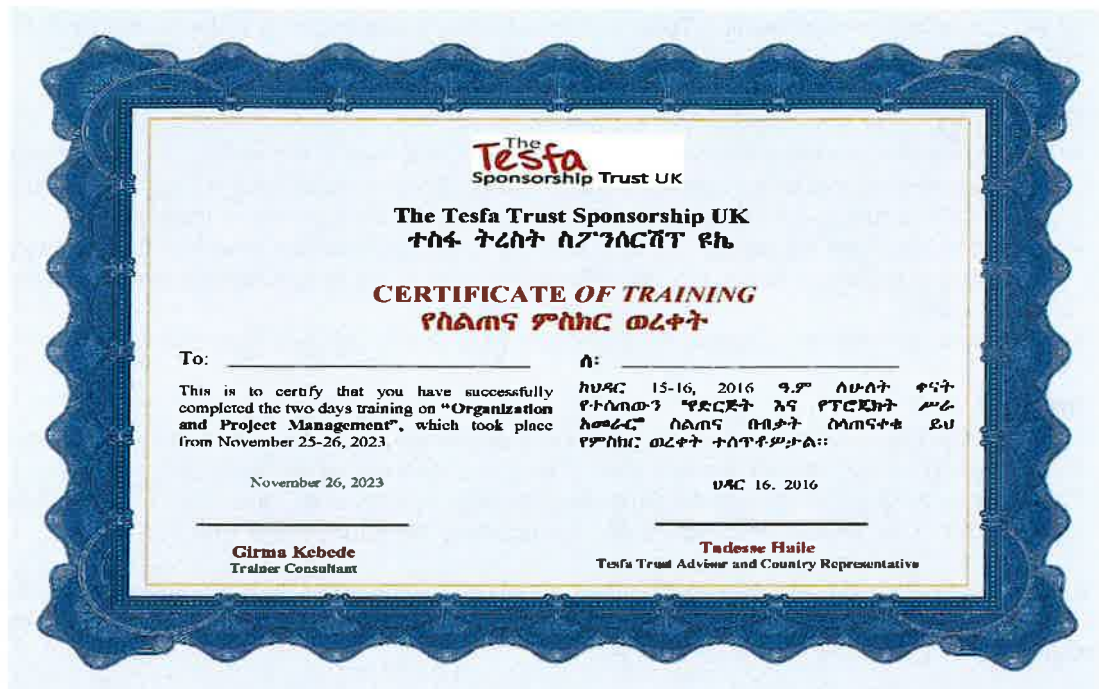 The
Tesfa
Sponsorship Trust UK
The Tesfa Trust Sponsorship UK
ተስፋ ትረስት ስፖንሰርሽፕ ዩኬ
CERTIFICATE OF TRAINING
የስልጠና ምስክር ወረቀት
To:
This is to certify that you have successfully
completed the two days training on "Organization
and Project Management", which took place
from November 25-26, 2023
November 26, 2023
Girma Kebede
Trainer Consultant
ለ:
ከህዳር 15-16, 2016 ዓ.ም ለሁለት ቀናት
የተሰጠውን "የድርጅት እና የፕሮጄክት ሥራ
አመራር" ስልጠና በብቃት ስላጠናቀቁ ይህ
የምስክር ወረቀት ተሰጥቶዎታል።
ህዳር 16. 2016
Tadesse Haile
Tesfa Trust Advisor and Country Representative